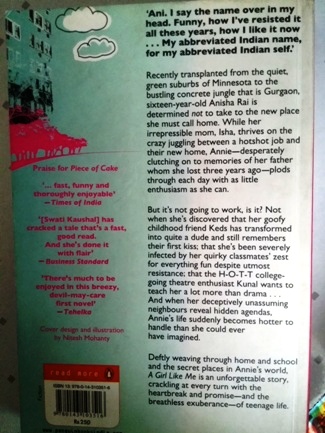 'Ani. I say the name over in my
head. Funny, how I've resisted it
all these years, how I like it now
. . . My abbreviated Indian name,
for my abbreviated Indian self.'
Recently transplanted from the quiet,
green suburbs of Minnesota to the
bustling concrete jungle that is Gurgaon,
sixteen-year-old Anisha Rai is
determined not to take to the new place
she must call home. While her
irrepressible mom, Isha, thrives on the
crazy juggling between a hotshot job and
their new home, Annie—desperately
clutching on to memories of her father
whom she lost three years ago—plods
through each day with as little
enthusiasm as she can.
But it's not going to work, is it? Not
when she's discovered that her goofy
childhood friend Keds has transformed
into quite a dude and still remembers
their first kiss; that she's been severely
infected by her quirky classmates' zest
for everything fun despite utmost
resistance; that the H-O-T-T college-
going theatre enthusiast Kunal wants to
teach her a lot more than drama . . .
And when her deceptively unassuming
neighbours reveal hidden agendas,
Annie's life suddenly becomes hotter to
handle than she could ever
have imagined.
Deftly weaving through home and school
and the secret places in Annie's world,
A Girl Like Me is an unforgettable story,
crackling at every turn with the
heartbreak and promise—and the
breathless exuberance—of teenage life.
Praise for Piece of Cake
'... fast, funny and
thoroughly enjoyable'
– Times of India
'[Swati Kaushal] has
cracked a tale that's a fast,
good read.
And she's done it
with flair'
– Business Standard
'There's much to be
enjoyed in this breezy,
devil-may-care
first novel'
– Tehelka
Cover design and illustration
by Nitesh Mohanty
read more